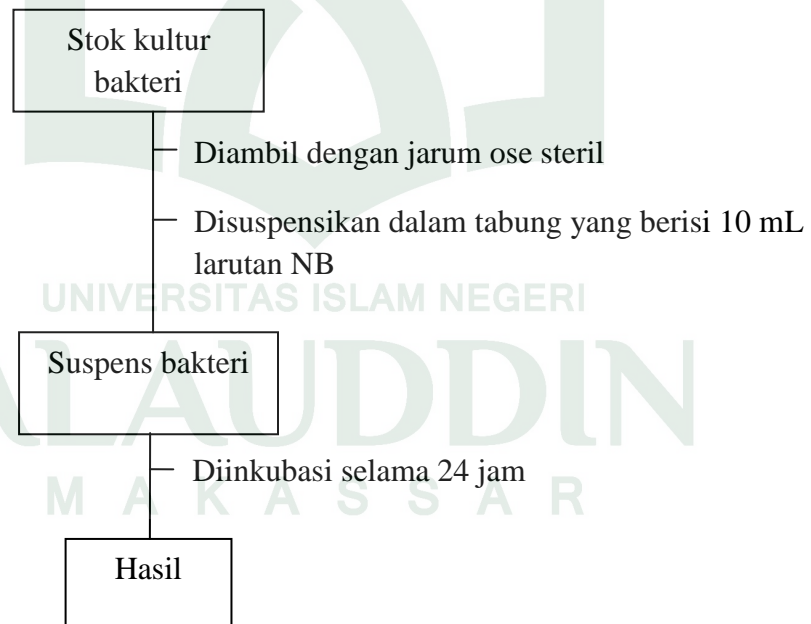 Stok kultur
bakteri
Diambil dengan jarum ose steril
Disuspensikan dalam tabung yang berisi 10 mL
larutan NB
UNIVERSITAS ISLAM NEGERI
Suspens bakteri
ALAUDDIN
Diinkubasi selama 24 jam
MAKASSAR
Hasil